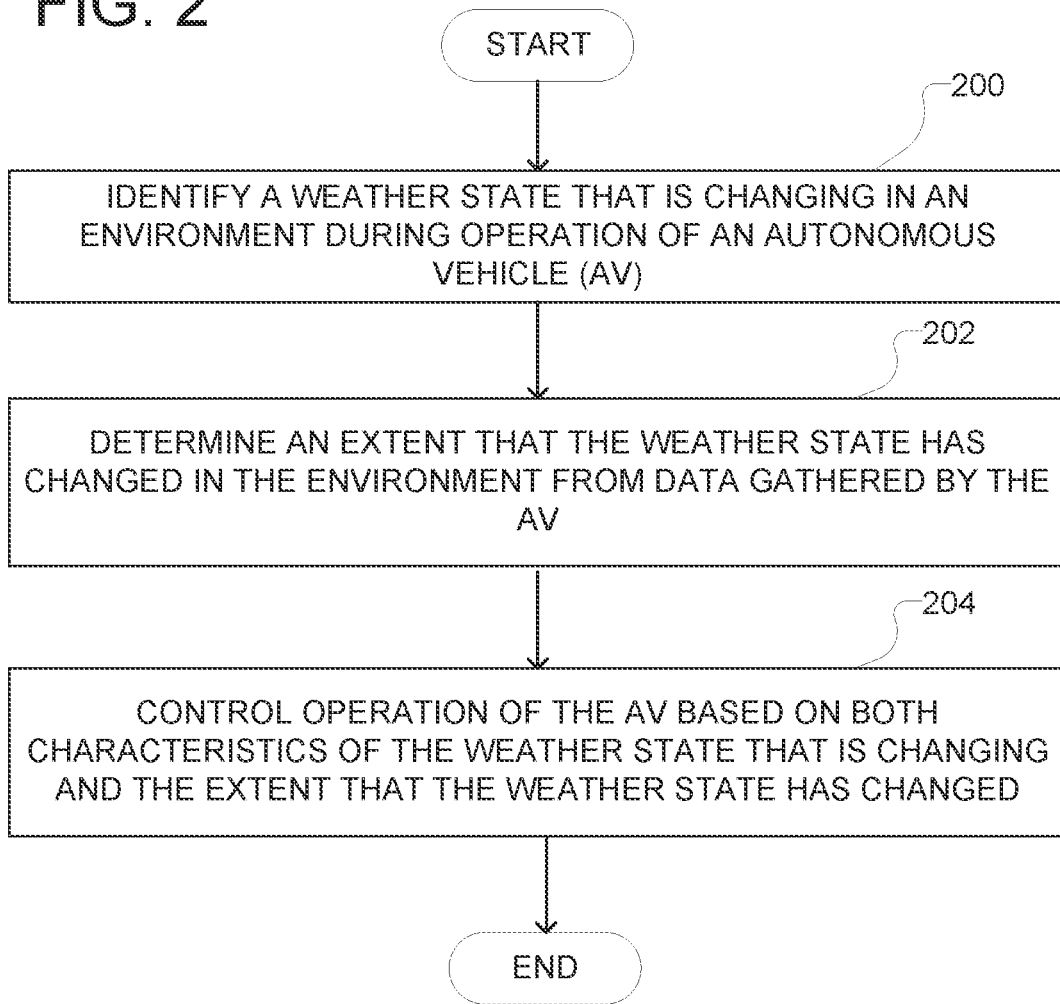 FIG. 2
START
200
IDENTIFY A WEATHER STATE THAT IS CHANGING IN AN
ENVIRONMENT DURING OPERATION OF AN AUTONOMOUS
VEHICLE (AV)
202
DETERMINE AN EXTENT THAT THE WEATHER STATE HAS
CHANGED IN THE ENVIRONMENT FROM DATA GATHERED BY THE
AV
204
CONTROL OPERATION OF THE AV BASED ON BOTH
CHARACTERISTICS OF THE WEATHER STATE THAT IS CHANGING
AND THE EXTENT THAT THE WEATHER STATE HAS CHANGED
END